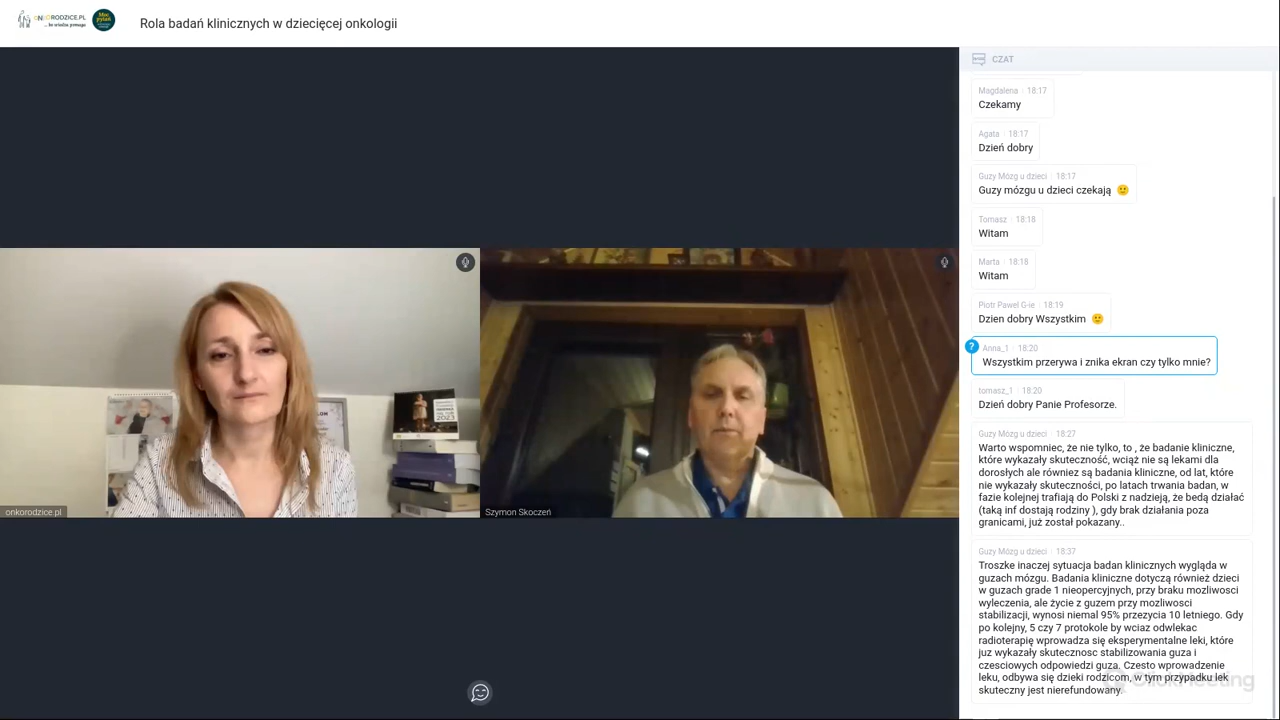 ONKORODZICE.PL
Rola badań klinicznych w dziecięcej onkologii
CZAT
Magdalena 18:17
Czekamy
Agata 18:17
Dzień dobry
Guzy Mózg u dzieci 18:17
Guzy mózgu u dzieci czekają 🙂
Tomasz 18:18
Witam
Marta 18:18
Witam
Piotr Pawel G-ie 18:19
Dzien dobry Wszystkim 🙂
?
Anna_1 18:20
Wszystkim przerywa i znika ekran czy tylko mnie?
tomasz_1 18:20
Dzień dobry Panie Profesorze.
Guzy Mózg u dzieci 18:27
Warto wspomniec, że nie tylko, to , że badanie kliniczne,
które wykazały skuteczność, wciąż nie są lekami dla
dorosłych ale równiez są badania kliniczne, od lat, które
nie wykazały skuteczności, po latach trwania badan, w
fazie kolejnej trafiają do Polski z nadzieją, że bedą działać
(taką inf dostają rodziny ), gdy brak działania poza
granicami, już został pokazany..
Guzy Mózg u dzieci 18:37
Troszke inaczej sytuacja badan klinicznych wygląda w
guzach mózgu. Badania kliniczne dotyczą również dzieci
w guzach grade 1 nieopercyjnych, przy braku mozliwosci
wyleczenia, ale życie z guzem przy mozliwosci
stabilizacji, wynosi niemal 95% przezycia 10 letniego. Gdy
po kolejny, 5 czy 7 protokole by wciaz odwlekac
radioterapię wprowadza się eksperymentalne leki, które
juz wykazały skutecznosc stabilizowania guza i
czesciowych odpowiedzi guza. Czesto wprowadzenie
leku, odbywa się dzieki rodzicom, w tym przypadku lek
skuteczny jest nierefundowany.
ClickMeeting
onkorodzice.pl
Szymon Skoczeń
2023